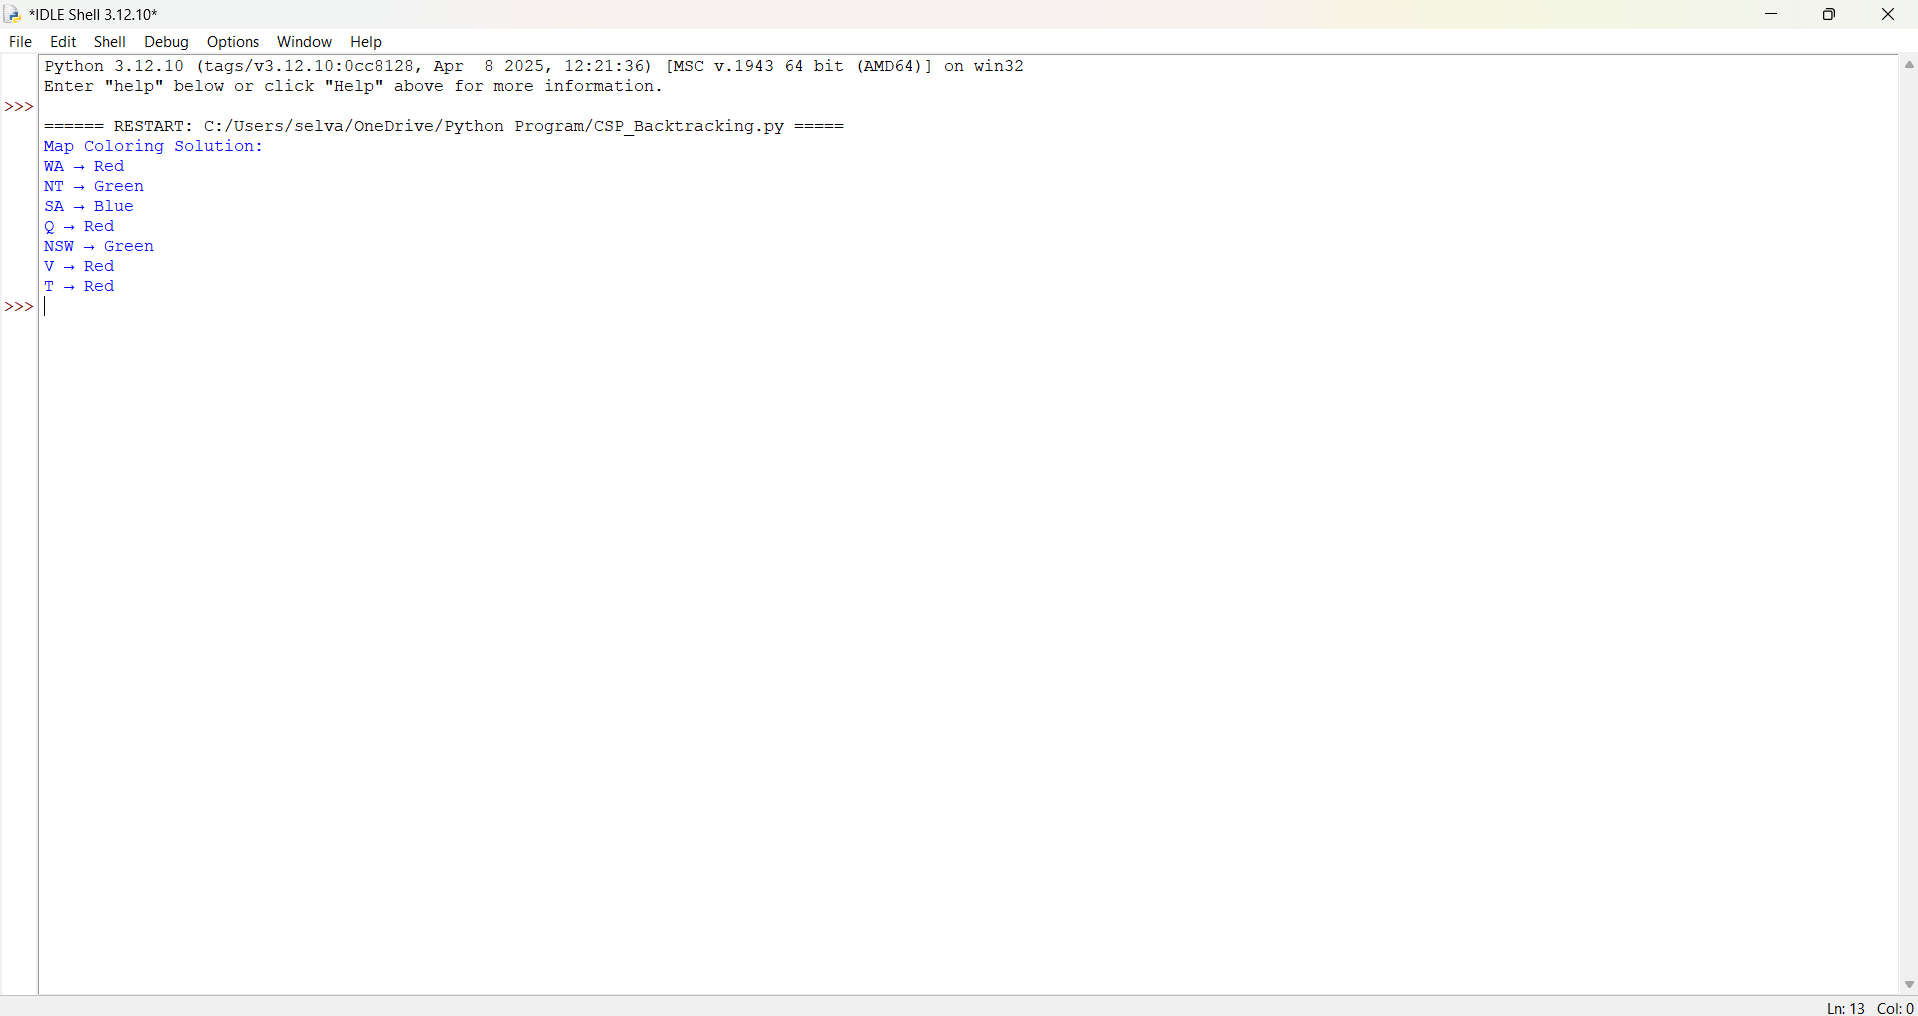 *IDLE Shell 3.12.10*
File Edit Shell Debug Options Window Help
Python 3.12.10 (tags/v3.12.10:0cc8128, Apr  8 2025, 12:21:36) [MSC v.1943 64 bit (AMD64)] on win32
Enter "help" below or click "Help" above for more information.
>>>
====== RESTART: C:/Users/selva/OneDrive/Python Program/CSP_Backtracking.py =====
Map Coloring Solution:
WA → Red
NT → Green
SA → Blue
Q → Red
NSW → Green
V → Red
T → Red
>>>
Ln: 13 Col: 0